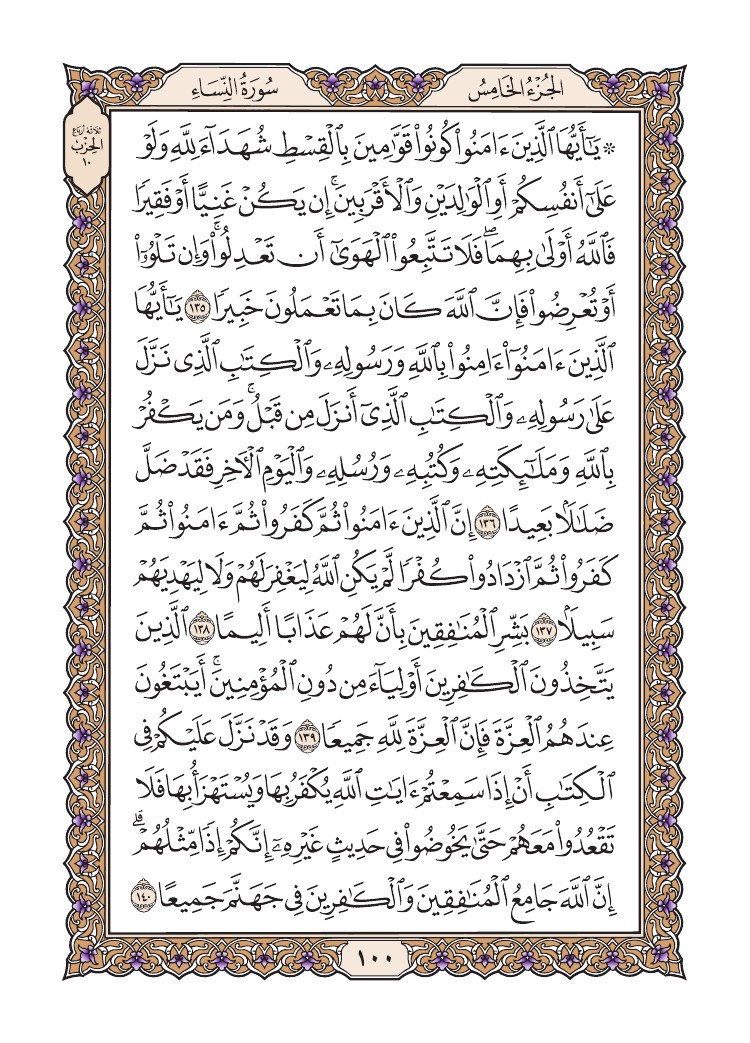 الجُزْءُ الخَامِسُ
سُورَةُ النِّسَاءِ
ثلاثة أرباع
الحِزْب
١٠
۞ يَٰٓأَيُّهَا ٱلَّذِينَ ءَامَنُواْ كُونُواْ قَوَّٰمِينَ بِٱلۡقِسۡطِ شُهَدَآءَ لِلَّهِ وَلَوۡ
عَلَىٰٓ أَنفُسِكُمۡ أَوِ ٱلۡوَٰلِدَيۡنِ وَٱلۡأَقۡرَبِينَۚ إِن يَكُنۡ غَنِيًّا أَوۡ فَقِيرٗا
فَٱللَّهُ أَوۡلَىٰ بِهِمَاۖ فَلَا تَتَّبِعُواْ ٱلۡهَوَىٰٓ أَن تَعۡدِلُواْۚ وَإِن تَلۡوُۥٓاْ
أَوۡ تُعۡرِضُواْ فَإِنَّ ٱللَّهَ كَانَ بِمَا تَعۡمَلُونَ خَبِيرٗا ١٣٥ يَٰٓأَيُّهَا
ٱلَّذِينَ ءَامَنُوٓاْ ءَامِنُواْ بِٱللَّهِ وَرَسُولِهِۦ وَٱلۡكِتَٰبِ ٱلَّذِي نَزَّلَ
عَلَىٰ رَسُولِهِۦ وَٱلۡكِتَٰبِ ٱلَّذِيٓ أَنزَلَ مِن قَبۡلُۚ وَمَن يَكۡفُرۡ
بِٱللَّهِ وَمَلَٰٓئِكَتِهِۦ وَكُتُبِهِۦ وَرُسُلِهِۦ وَٱلۡيَوۡمِ ٱلۡأٓخِرِ فَقَدۡ ضَلَّ
ضَلَٰلَۢا بَعِيدًا ١٣٦ إِنَّ ٱلَّذِينَ ءَامَنُواْ ثُمَّ كَفَرُواْ ثُمَّ ءَامَنُواْ ثُمَّ
كَفَرُواْ ثُمَّ ٱزۡدَادُواْ كُفۡرٗا لَّمۡ يَكُنِ ٱللَّهُ لِيَغۡفِرَ لَهُمۡ وَلَا لِيَهۡدِيَهُمۡ
سَبِيلَۢا ١٣٧ بَشِّرِ ٱلۡمُنَٰفِقِينَ بِأَنَّ لَهُمۡ عَذَابًا أَلِيمًا ١٣٨ ٱلَّذِينَ
يَتَّخِذُونَ ٱلۡكَٰفِرِينَ أَوۡلِيَآءَ مِن دُونِ ٱلۡمُؤۡمِنِينَۚ أَيَبۡتَغُونَ
عِندَهُمُ ٱلۡعِزَّةَ فَإِنَّ ٱلۡعِزَّةَ لِلَّهِ جَمِيعٗا ١٣٩ وَقَدۡ نَزَّلَ عَلَيۡكُمۡ فِي
ٱلۡكِتَٰبِ أَنۡ إِذَا سَمِعۡتُمۡ ءَايَٰتِ ٱللَّهِ يُكۡفَرُ بِهَا وَيُسۡتَهۡزَأُ بِهَا فَلَا
تَقۡعُدُواْ مَعَهُمۡ حَتَّىٰ يَخُوضُواْ فِي حَدِيثٍ غَيۡرِهِۦٓ إِنَّكُمۡ إِذٗا مِّثۡلُهُمۡۗ
إِنَّ ٱللَّهَ جَامِعُ ٱلۡمُنَٰفِقِينَ وَٱلۡكَٰفِرِينَ فِي جَهَنَّمَ جَمِيعًا ١٤٠
١٠٠